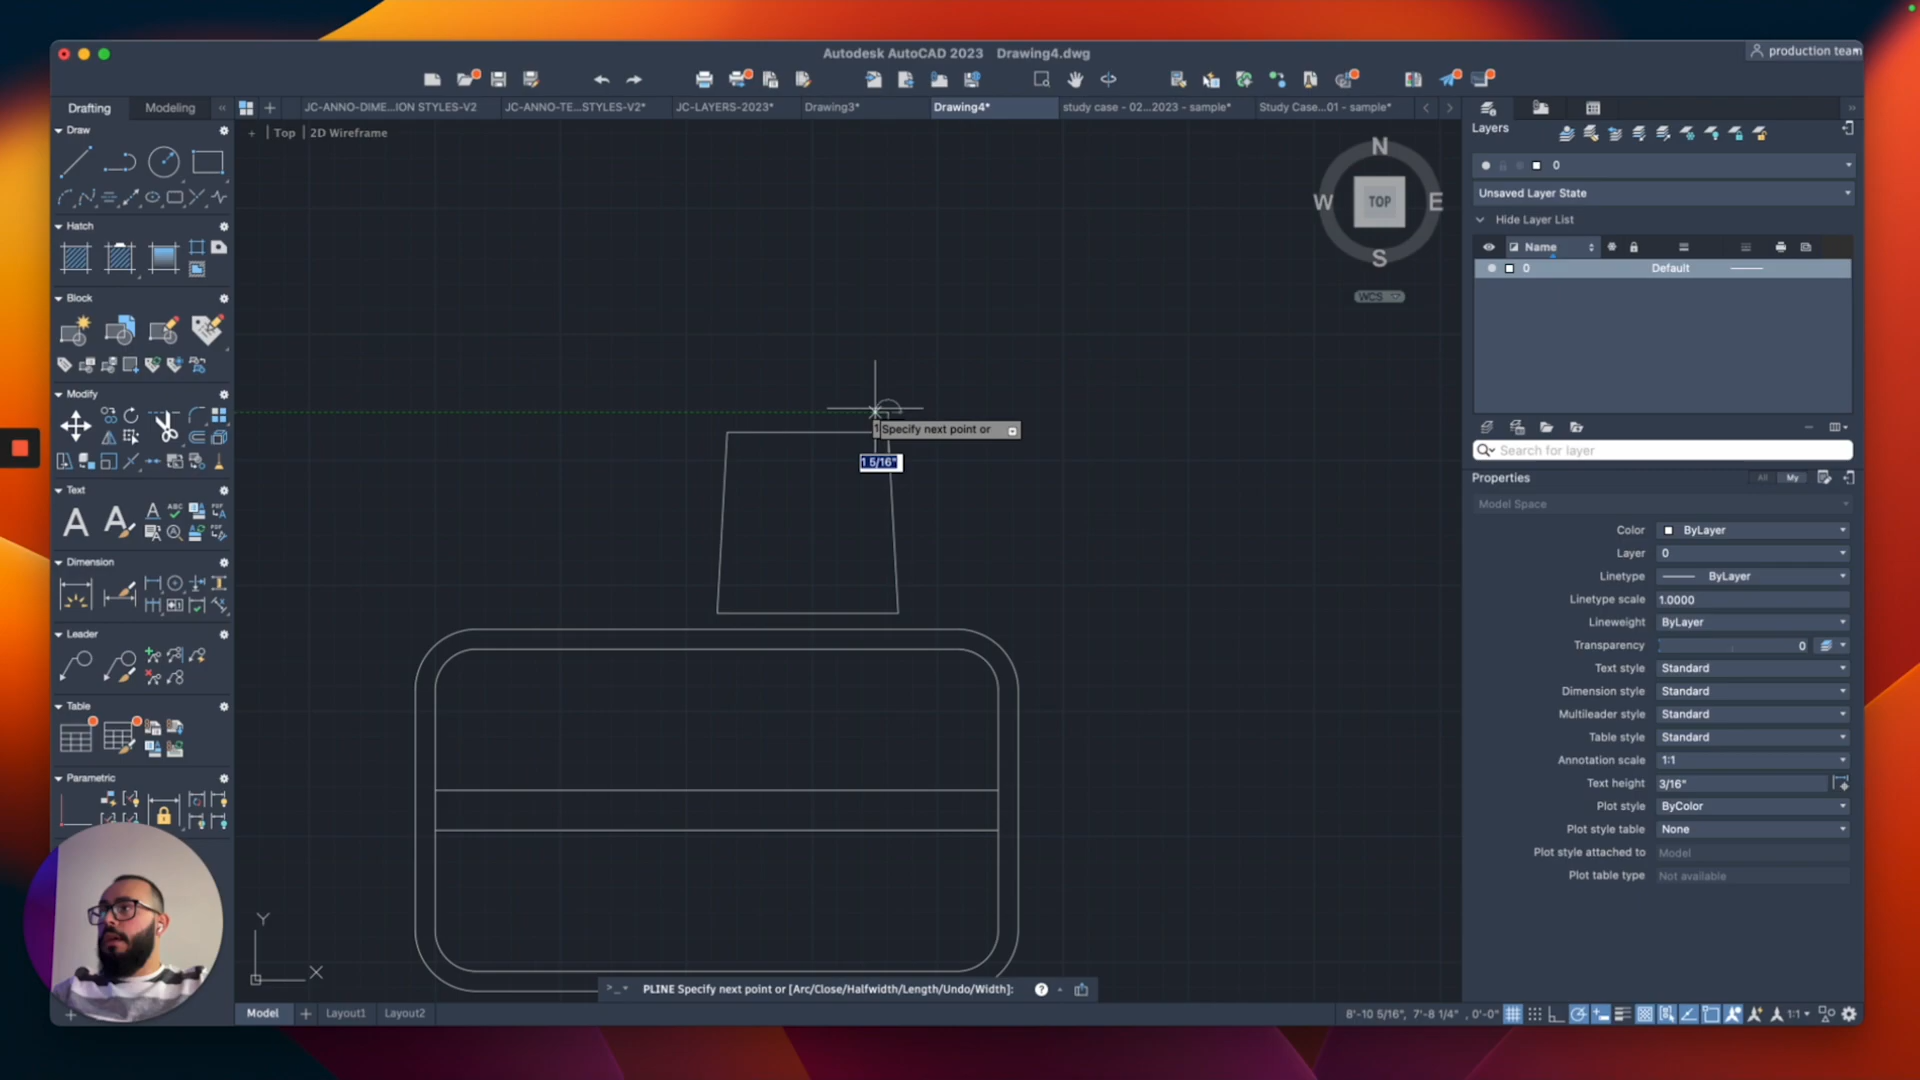 Autodesk AutoCAD 2023 Drawing4.dwg
production team
Drafting
Modeling
JC-ANNO-DIME...ION STYLES-V2
JC-ANNO-TE...STYLES-V2*
JC-LAYERS-2023*
Drawing3*
Drawing4*
study case - 02...2023 - sample*
Study Case...01 - sample*
Top
2D Wireframe
Draw
Hatch
Block
Modify
Text
Dimension
Leader
Table
Parametric
N
W
TOP
E
S
WCS
Specify next point or
1 5/16"
Y
X
PLINE Specify next point or [Arc/Close/Halfwidth/Length/Undo/Width]:
Model
Layout1
Layout2
8'-10 5/16", 7'-8 1/4" , 0'-0"
1:1
Layers
0
Unsaved Layer State
Hide Layer List
Name
0 Default
Search for layer
Properties
All My
Model Space
Color ByLayer
Layer 0
Linetype ByLayer
Linetype scale 1.0000
Lineweight ByLayer
Transparency 0
Text style Standard
Dimension style Standard
Multileader style Standard
Table style Standard
Annotation scale 1:1
Text height 3/16"
Plot style ByColor
Plot style table None
Plot style attached to Model
Plot table type Not available